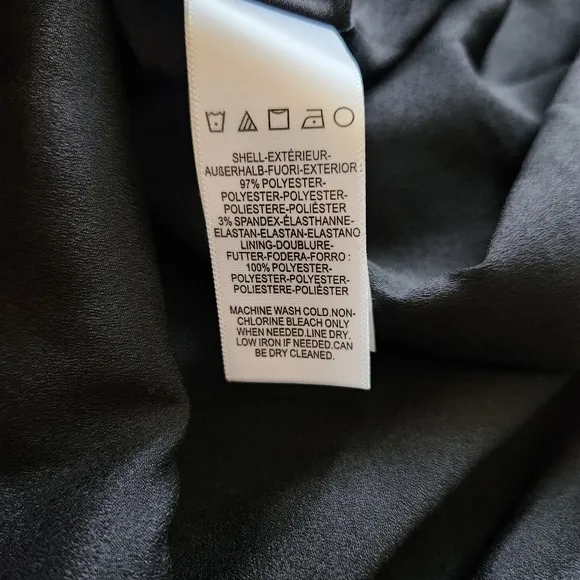 SHELL-EXTÉRIEUR-
AUßERHALB-FUORI-EXTERIOR:
97% POLYESTER-
POLYESTER-POLYESTER-
POLIESTERE-POLIÉSTER
3% SPANDEX-ÉLASTHANNE-
ELASTAN-ELASTAN-ELASTANO
LINING-DOUBLURE-
FUTTER-FODERA-FORRO :
100% POLYESTER-
POLYESTER-POLYESTER-
POLIESTERE-POLIÉSTER
MACHINE WASH COLD.NON-
CHLORINE BLEACH ONLY
WHEN NEEDED.LINE DRY.
LOW IRON IF NEEDED.CAN
BE DRY CLEANED.